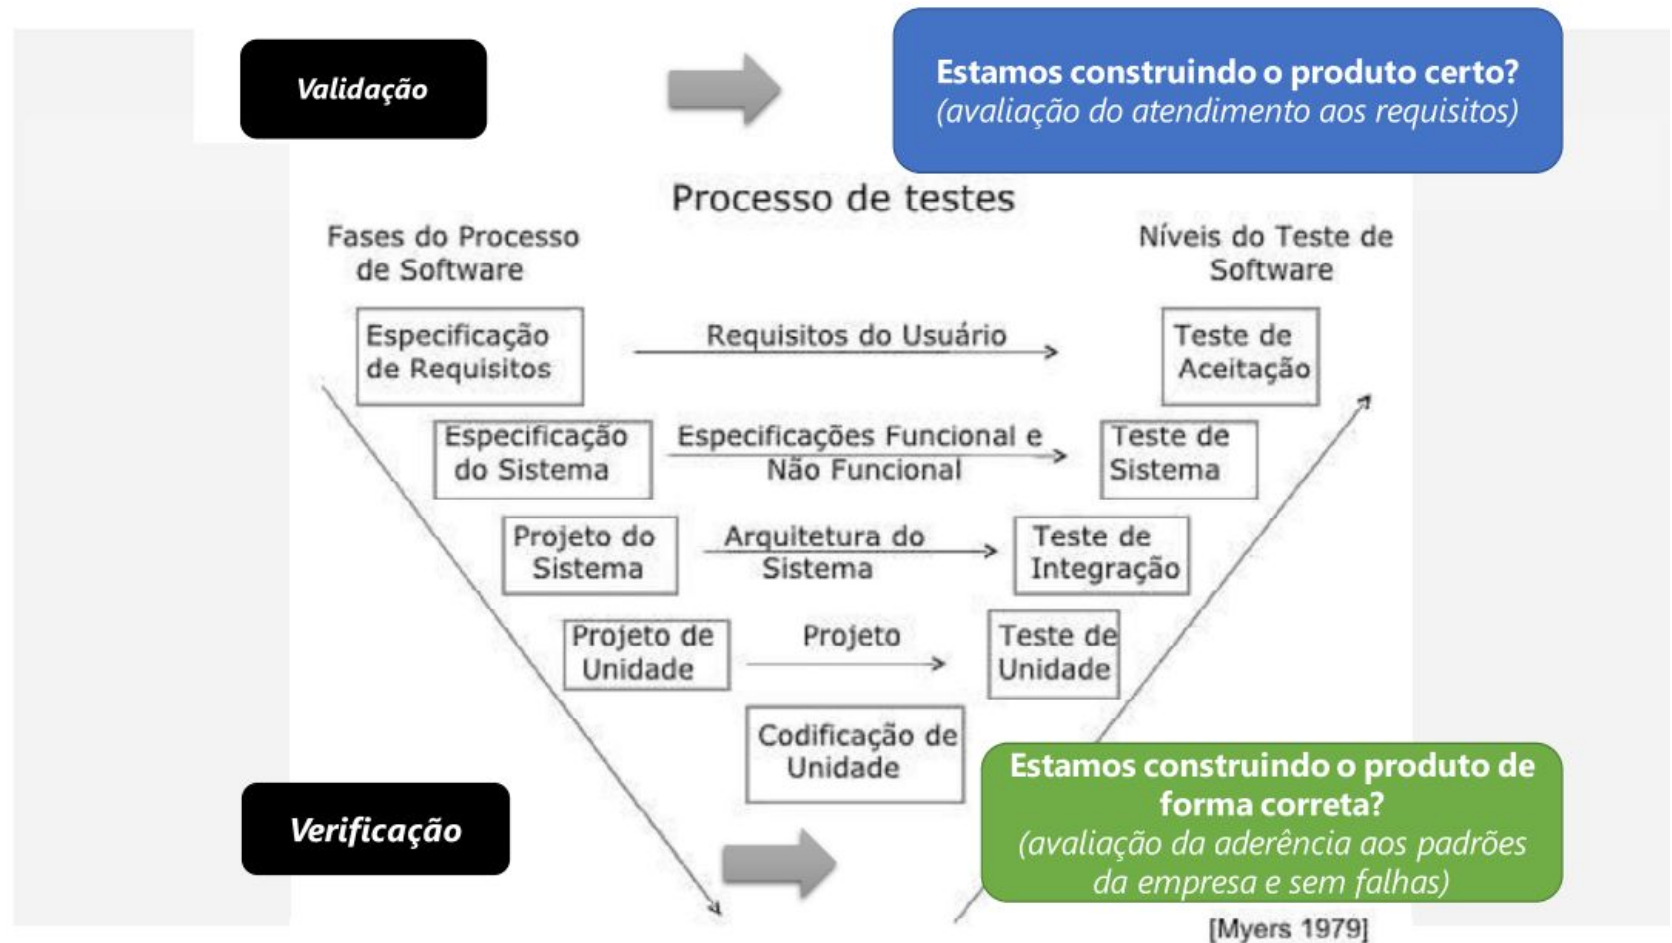 Validação
Estamos construindo o produto certo?
(avaliação do atendimento aos requisitos)
Processo de testes
Fases do Processo
de Software
Níveis do Teste de
Software
Especificação
de Requisitos
Requisitos do Usuário
Teste de
Aceitação
Especificação
do Sistema
Especificações Funcional e
Não Funcional
Teste de
Sistema
Projeto do
Sistema
Arquitetura do
Sistema
Teste de
Integração
Projeto de
Unidade
Projeto
Teste de
Unidade
Codificação de
Unidade
Verificação
Estamos construindo o produto de
forma correta?
(avaliação da aderência aos padrões
da empresa e sem falhas)
[Myers 1979]